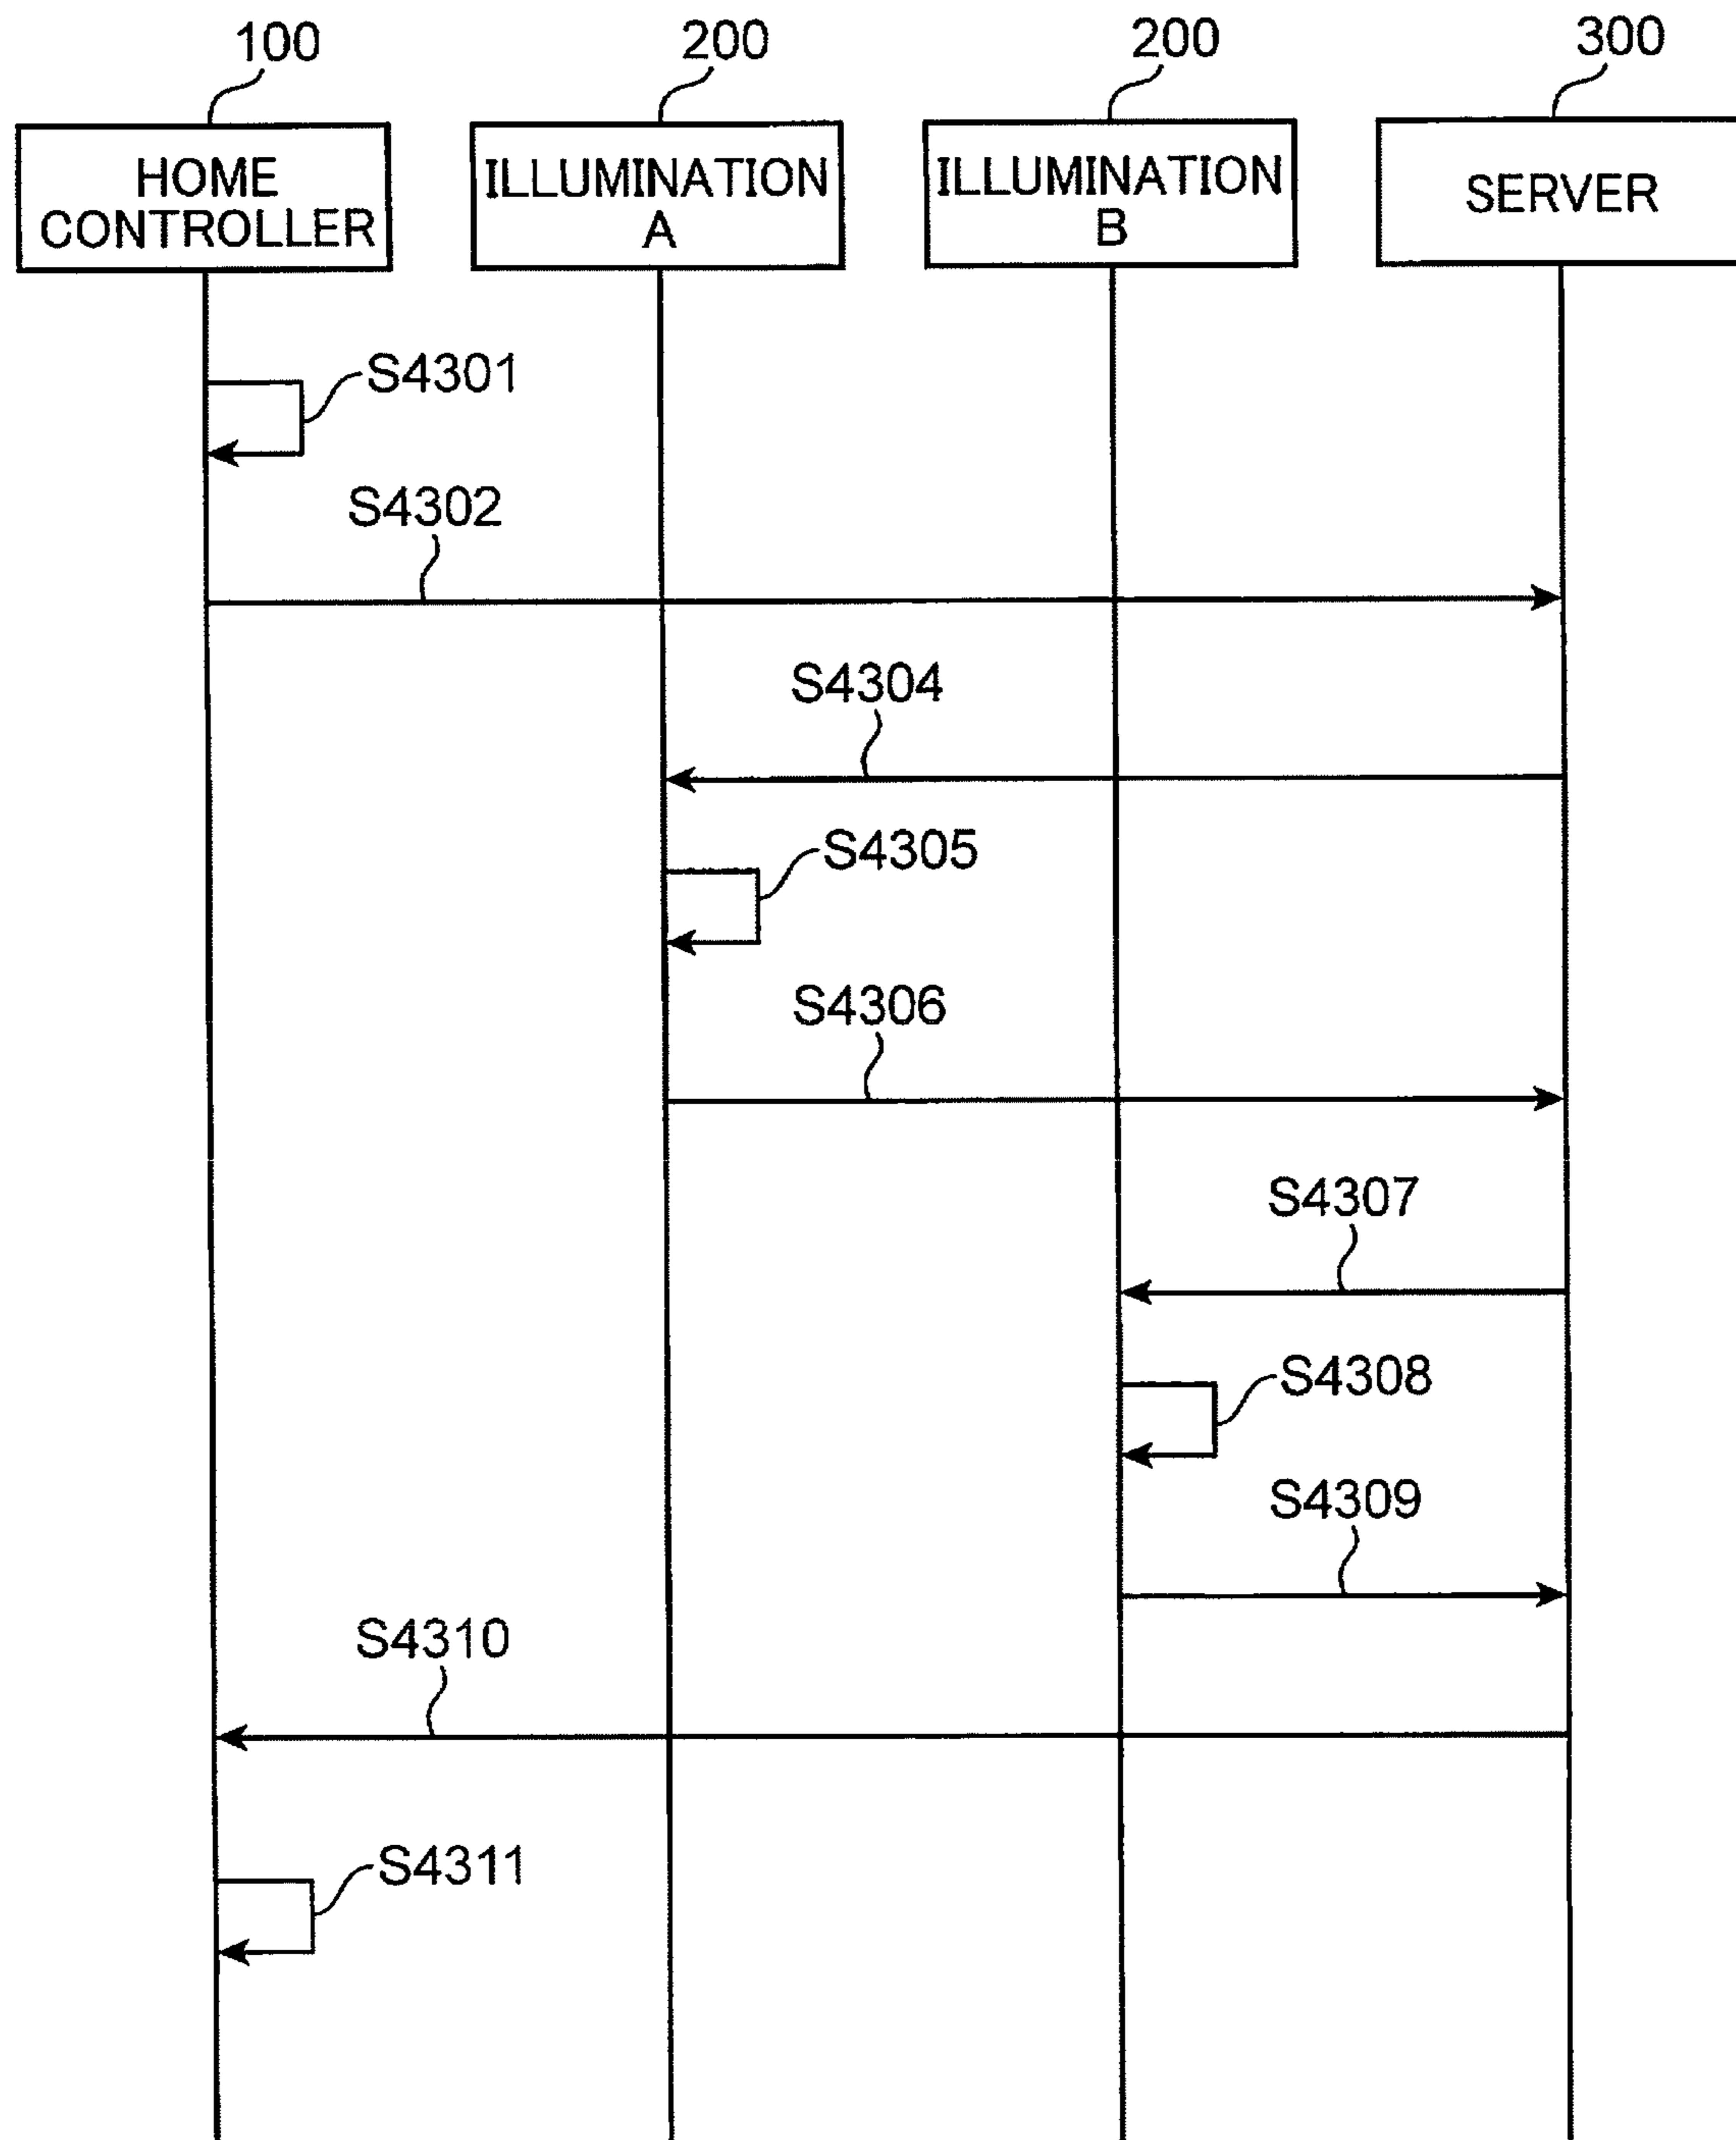 100
200
200
300
HOME
CONTROLLER
ILLUMINATION
A
ILLUMINATION
B
SERVER
S4301
S4302
S4304
S4305
S4306
S4307
S4308
S4309
S4310
S4311